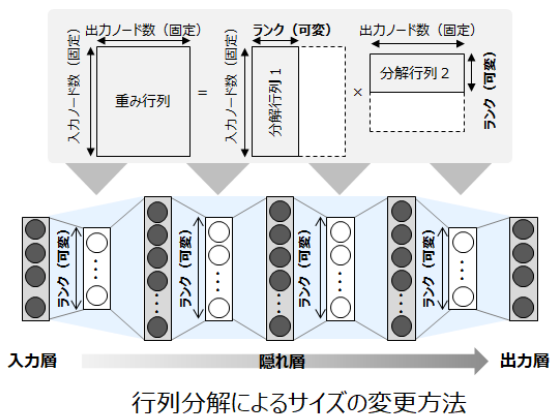 出力ノード数（固定）
入力ノード数（固定）
重み行列
=
ランク（可変）
入力ノード数（固定）
分解行列1
×
出力ノード数（固定）
分解行列2
ランク（可変）
ランク（可変）
ランク（可変）
ランク（可変）
ランク（可変）
入力層
隠れ層
出力層
行列分解によるサイズの変更方法